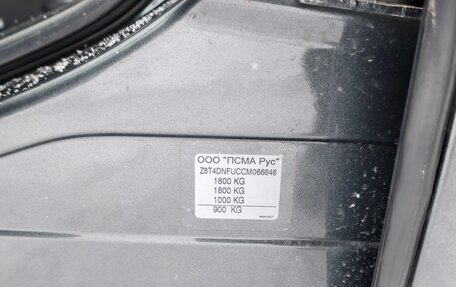 ООО "ПСМА Рус"
Z8T4DNFUCCM066646
1800 KG
1800 KG
1000 KG
900 KG